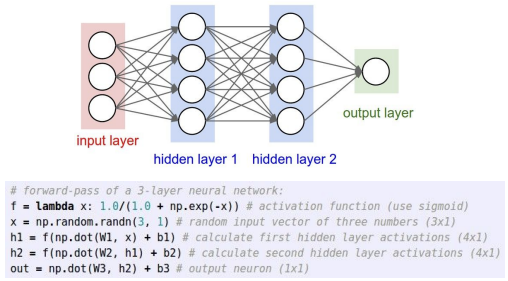 input layer
hidden layer 1
hidden layer 2
output layer
# forward-pass of a 3-layer neural network:
f = lambda x: 1.0/(1.0 + np.exp(-x)) # activation function (use sigmoid)
x = np.random.randn(3, 1) # random input vector of three numbers (3x1)
h1 = f(np.dot(W1, x) + b1) # calculate first hidden layer activations (4x1)
h2 = f(np.dot(W2, h1) + b2) # calculate second hidden layer activations (4x1)
out = np.dot(W3, h2) + b3 # output neuron (1x1)